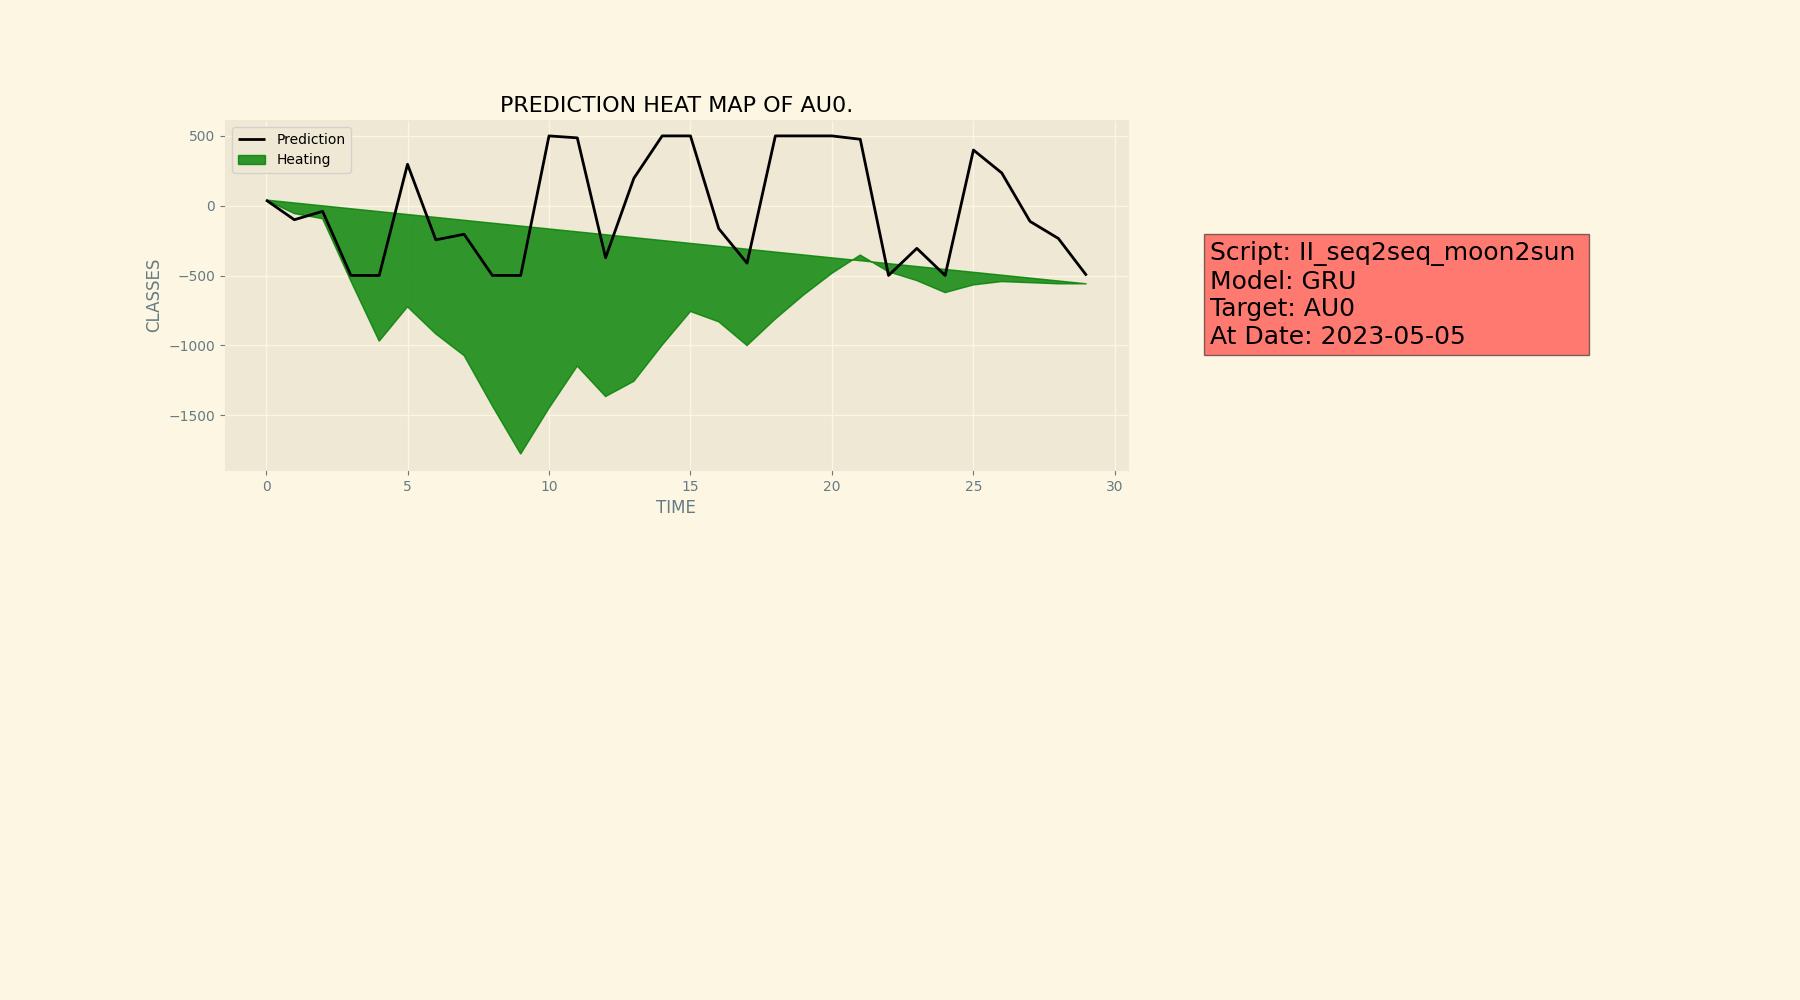 PREDICTION HEAT MAP OF AU0.
Prediction
Heating
500
0
−500
−1000
−1500
CLASSES
0 5 10 15 20 25 30
TIME
Script: II_seq2seq_moon2sun
Model: GRU
Target: AU0
At Date: 2023-05-05